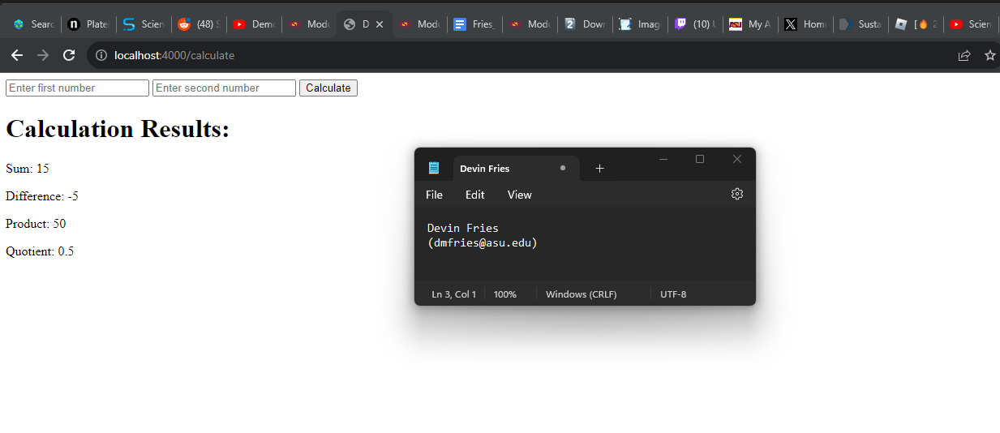 Searc
Plate
Scien
(48) S
Demo
Modu
D
Modu
Fries_
Modu
Down
Imag
(10) U
My A
Home
Susta
[🔥 2
Scien
localhost:4000/calculate
Enter first number Enter second number Calculate
Calculation Results:
Sum: 15
Difference: -5
Product: 50
Quotient: 0.5
Devin Fries
File Edit View
Devin Fries
(dmfries@asu.edu)
Ln 3, Col 1 100% Windows (CRLF) UTF-8